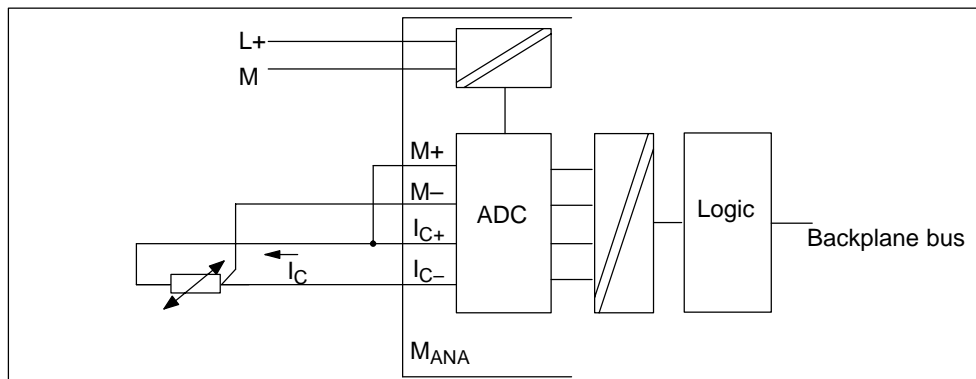 L+
M
M+
M–
IC+
IC
IC–
ADC
Logic
Backplane bus
MANA